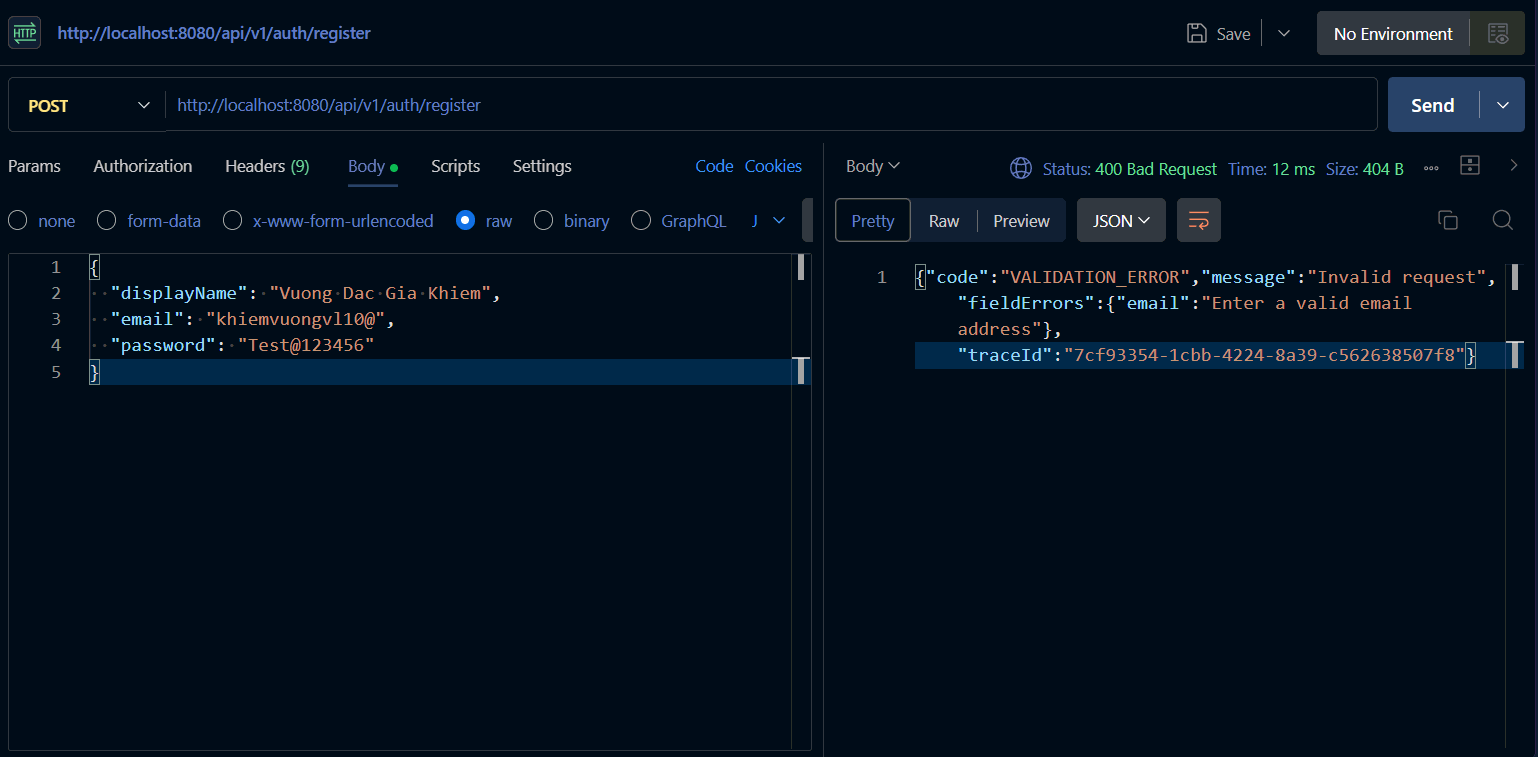 HTTP http://localhost:8080/api/v1/auth/register Save No Environment
POST http://localhost:8080/api/v1/auth/register Send
Params Authorization Headers (9) Body Scripts Settings Code Cookies
none form-data x-www-form-urlencoded raw binary GraphQL J
1 {
2 "displayName": "Vuong Dac Gia Khiem",
3 "email": "khiemvuongvl10@",
4 "password": "Test@123456"
5 }
Body Status: 400 Bad Request Time: 12 ms Size: 404 B
Pretty Raw Preview JSON
1 {"code":"VALIDATION_ERROR","message":"Invalid request",
"fieldErrors":{"email":"Enter a valid email
address"},
"traceId":"7cf93354-1cbb-4224-8a39-c562638507f8"}